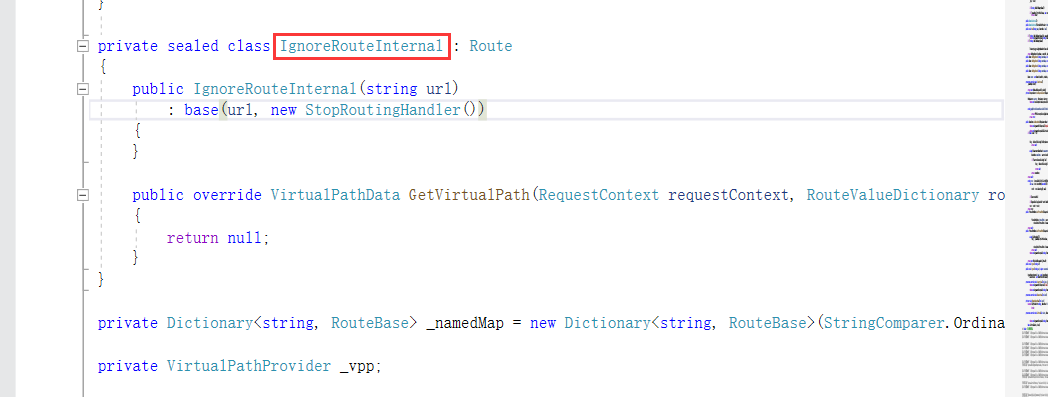 }
private sealed class IgnoreRouteInternal : Route
{
public IgnoreRouteInternal(string url)
: base(url, new StopRoutingHandler())
{
}
public override VirtualPathData GetVirtualPath(RequestContext requestContext, RouteValueDictionary ro
{
return null;
}
}
private Dictionary<string, RouteBase> _namedMap = new Dictionary<string, RouteBase>(StringComparer.Ordina
private VirtualPathProvider _vpp;